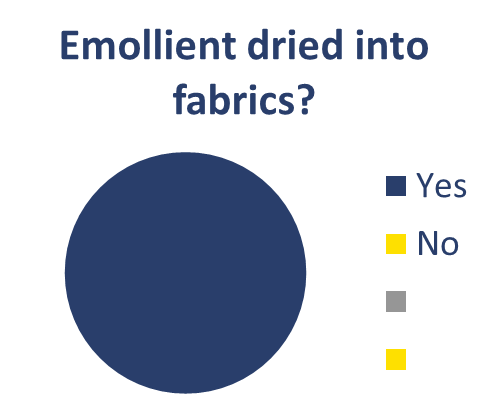 Emollient dried into
fabrics?
Yes
No